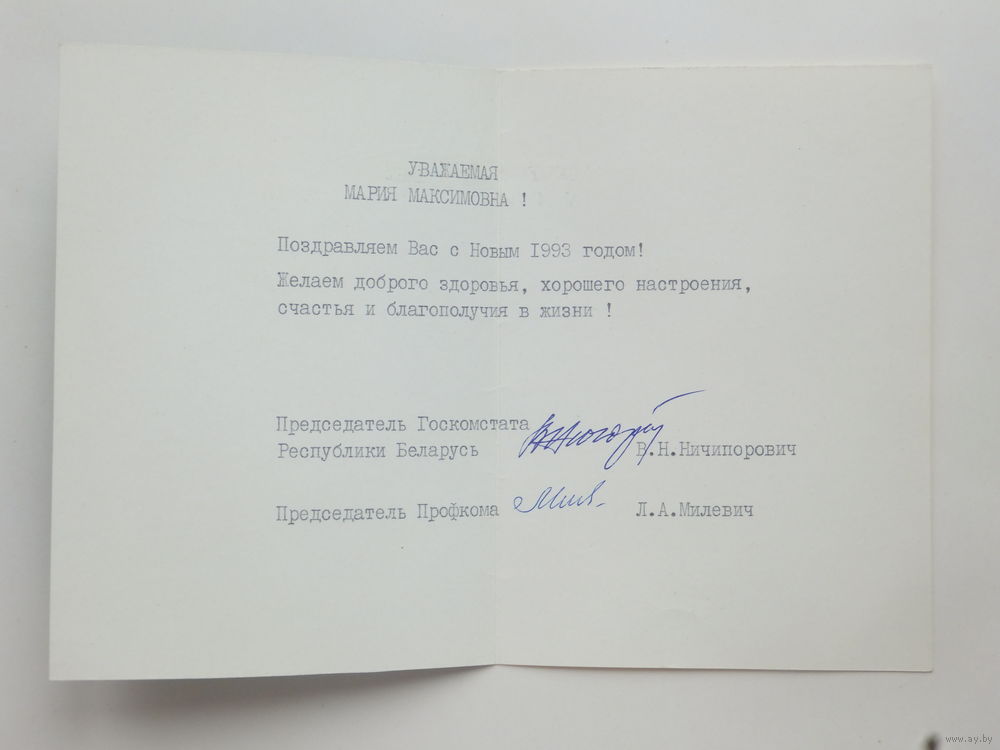 УВАЖАЕМАЯ
МАРИЯ МАКСИМОВНА !
Поздравляем Вас с Новым 1993 годом!
Желаем доброго здоровья, хорошего настроения,
счастья и благополучия в жизни !
Председатель Госкомстата
Республики Беларусь В.Н.Ничипорович
Председатель Профкома Л.А.Милевич
www.ay.by